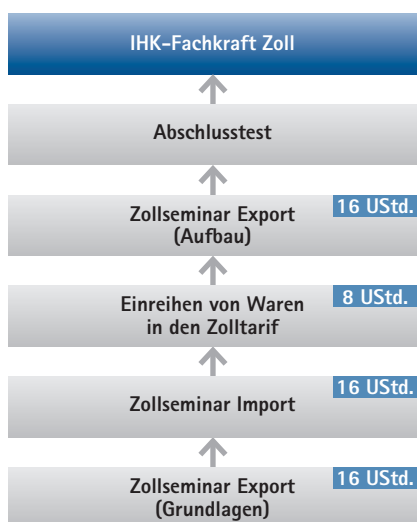 IHK-Fachkraft Zoll
Abschlusstest
16 UStd.
Zollseminar Export
(Aufbau)
8 UStd.
Einreihen von Waren
in den Zolltarif
16 UStd.
Zollseminar Import
16 UStd.
Zollseminar Export
(Grundlagen)